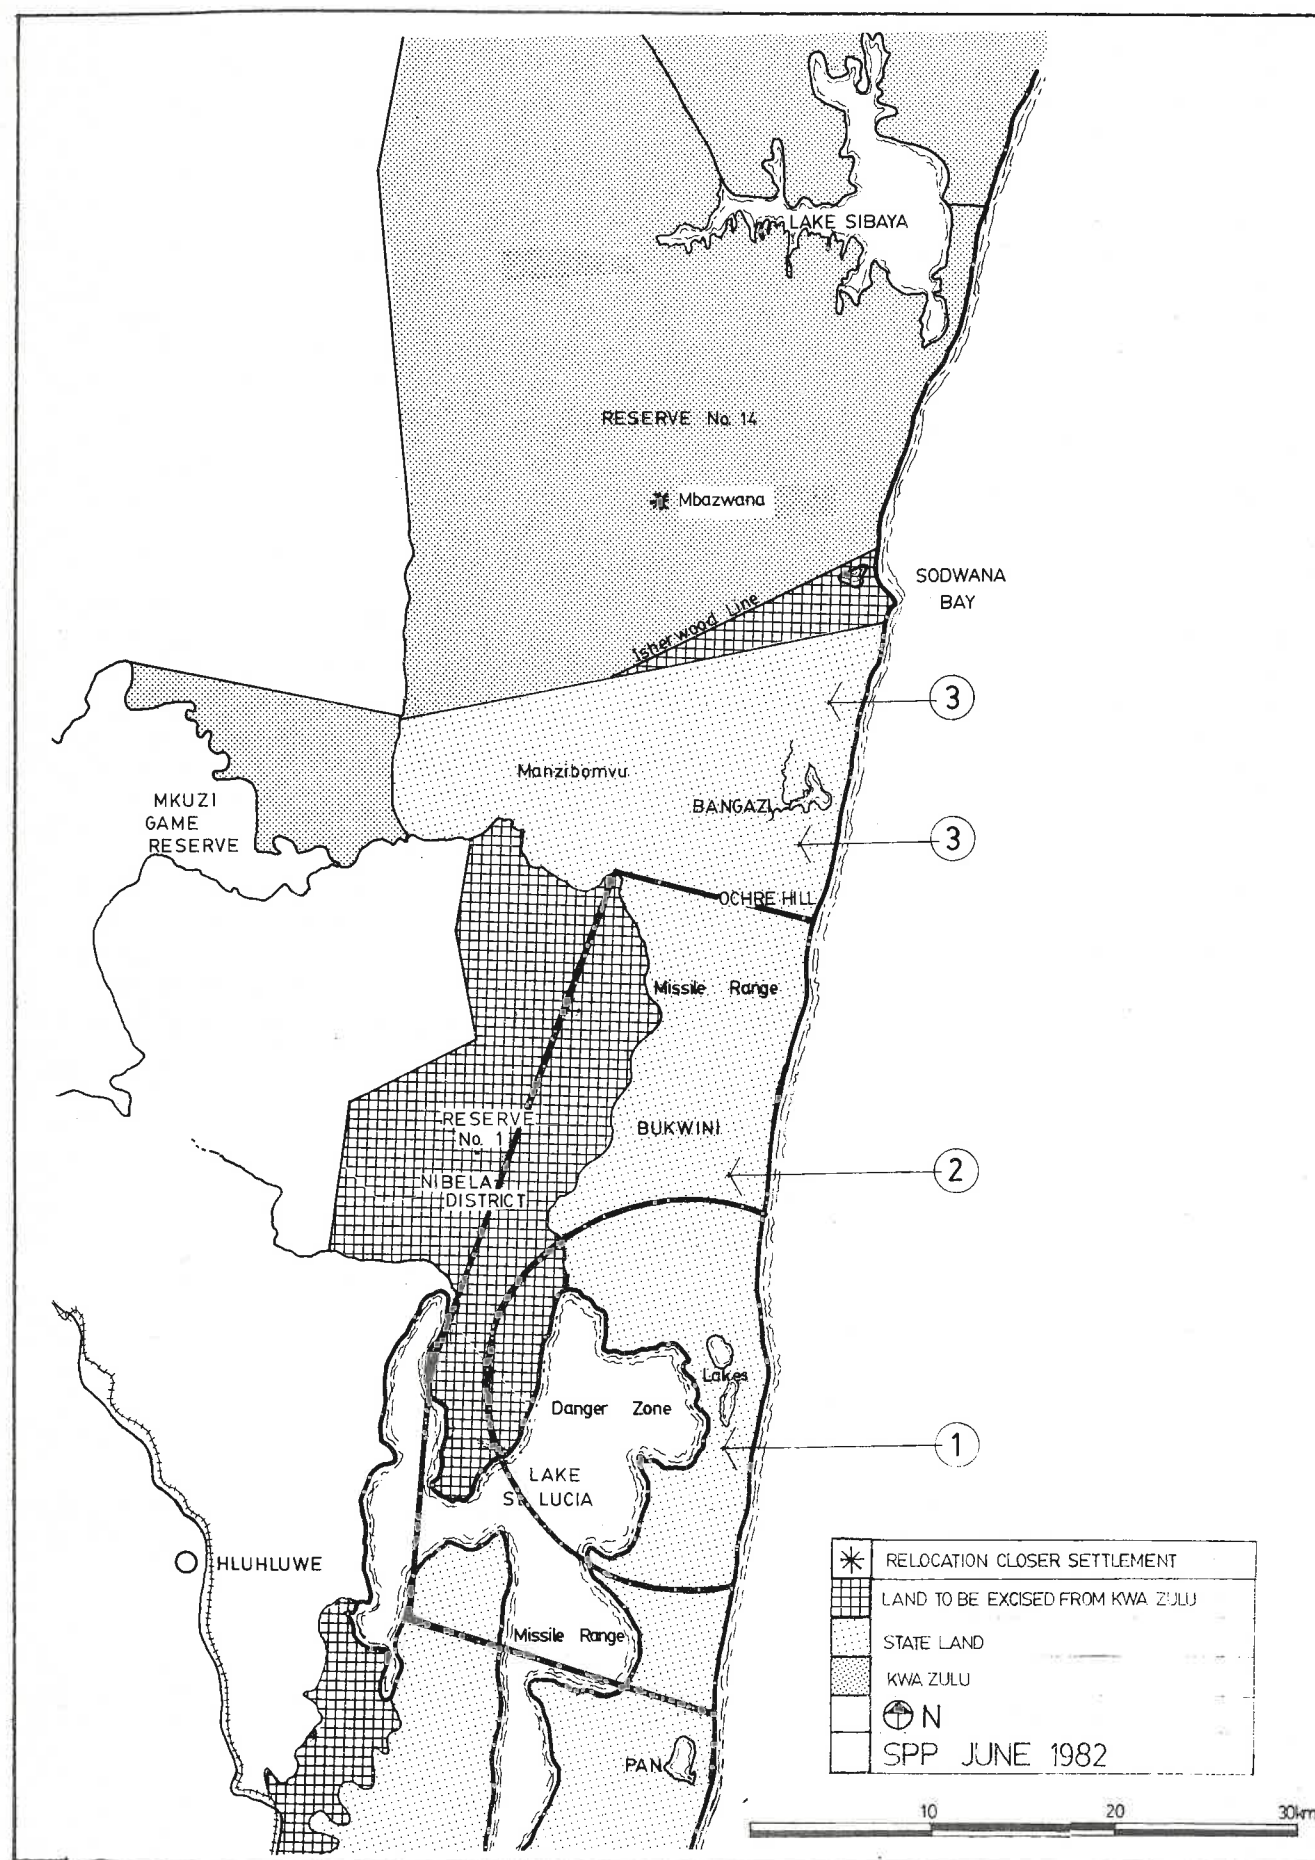 LAKE SIBAYA
RESERVE No. 14
Mbazwana
SODWANA
BAY
Isherwood Line
3
Manzibomvu
MKUZI
GAME
RESERVE
BANGAZI
3
OCHRE HILL
Missile Range
RESERVE
No. 1
BUKWINI
NIBELA
DISTRICT
2
Lakes
Danger Zone
1
LAKE
ST. LUCIA
HLUHLUWE
RELOCATION CLOSER SETTLEMENT
LAND TO BE EXCISED FROM KWA ZULU
Missile Range
STATE LAND
KWA ZULU
N
SPP JUNE 1982
PAN
10 20 30km